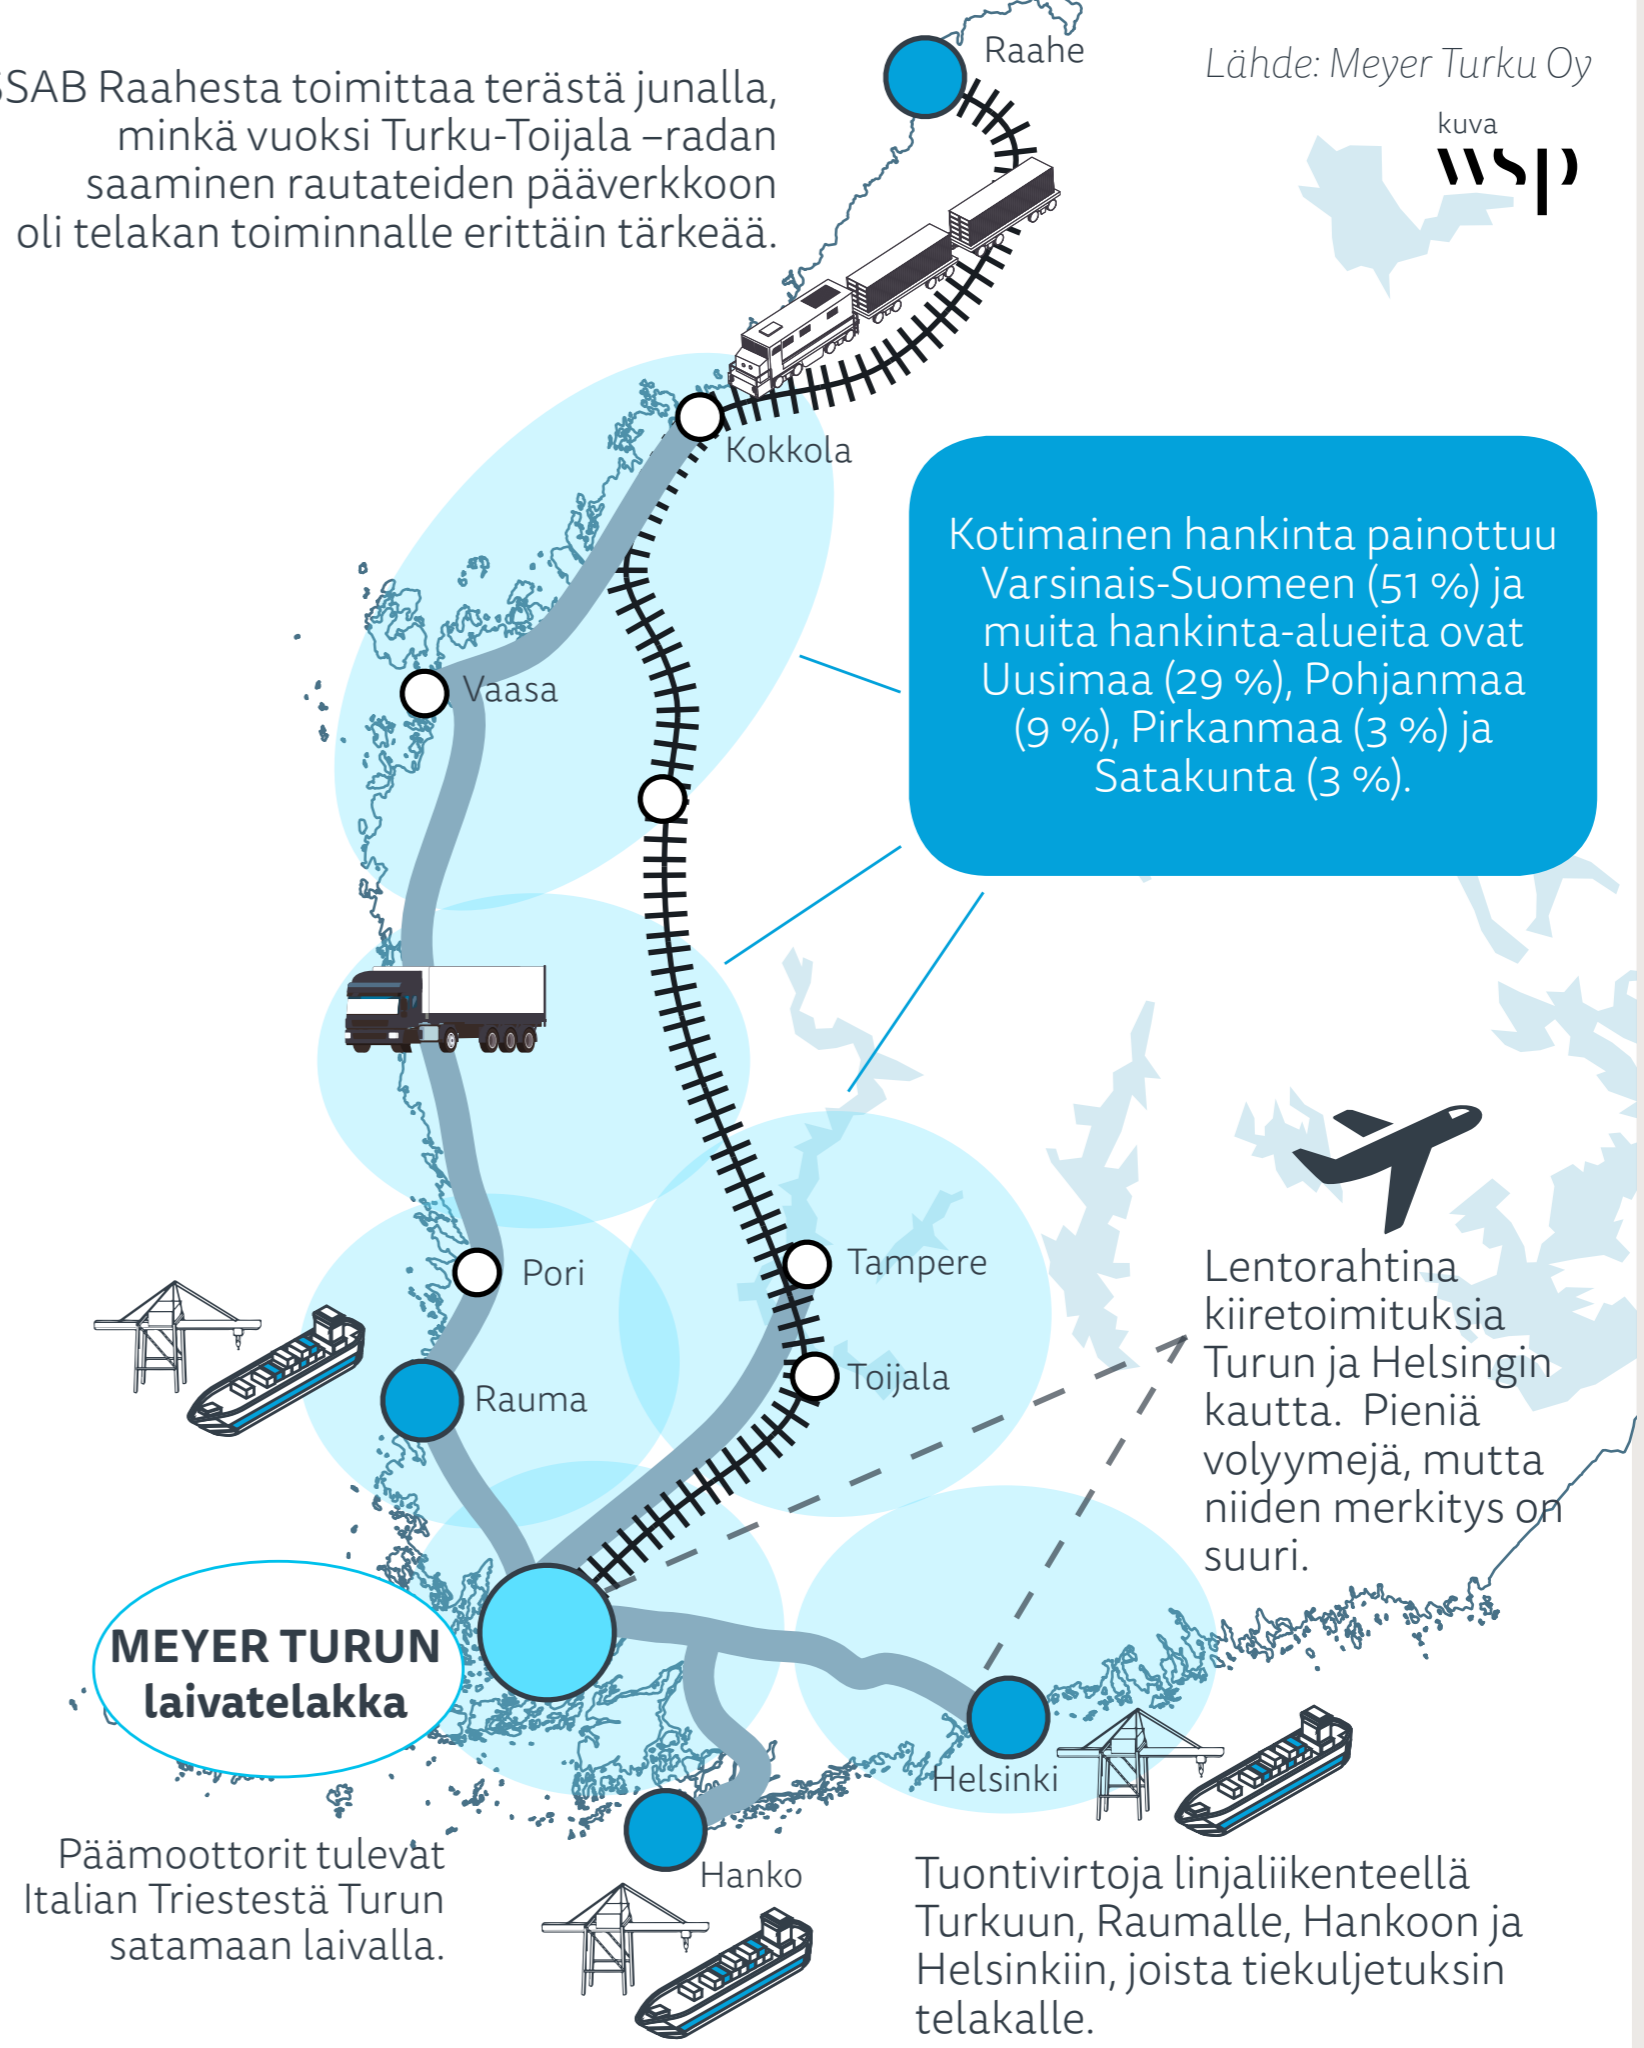 Raahe
Lähde: Meyer Turku Oy
kuva
wsp
SSAB Raahesta toimittaa terästä junalla,
minkä vuoksi Turku-Toijala –radan
saaminen rautateiden pääverkkoon
oli telakan toiminnalle erittäin tärkeää.
Kokkola
Kotimainen hankinta painottuu
Varsinais-Suomeen (51 %) ja
muita hankinta-alueita ovat
Uusimaa (29 %), Pohjanmaa
(9 %), Pirkanmaa (3 %) ja
Satakunta (3 %).
Vaasa
Pori
Tampere
Toijala
Rauma
Lentorahtina
kiiretoimituksia
Turun ja Helsingin
kautta. Pieniä
volyymejä, mutta
niiden merkitys on
suuri.
MEYER TURUN
laivatelakka
Helsinki
Hanko
Päämoottorit tulevat
Italian Triestestä Turun
satamaan laivalla.
Tuontivirtoja linjaliikenteellä
Turkuun, Raumalle, Hankoon ja
Helsinkiin, joista tiekuljetuksin
telakalle.